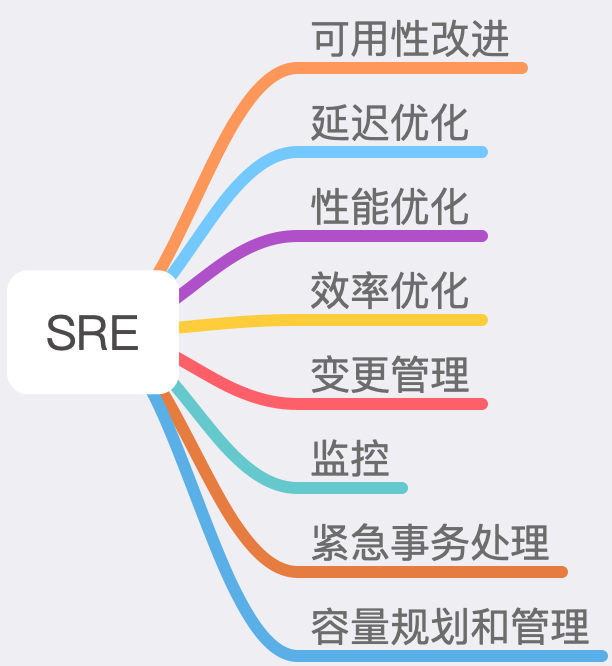 可用性改进
延迟优化
性能优化
效率优化
SRE
变更管理
监控
紧急事务处理
容量规划和管理